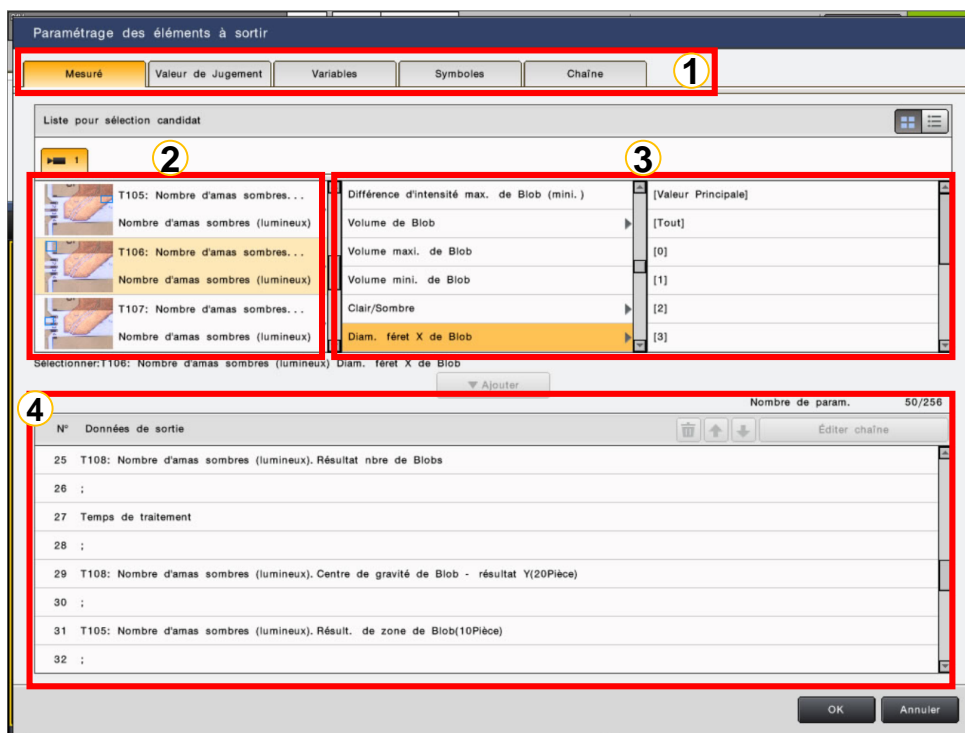 Paramétrage des éléments à sortir
Mesuré
Valeur de Jugement
Variables
Symboles
Chaîne
1
Liste pour sélection candidat
1
2
3
T105: Nombre d'amas sombres...
Nombre d'amas sombres (lumineux)
T106: Nombre d'amas sombres...
Nombre d'amas sombres (lumineux)
T107: Nombre d'amas sombres...
Nombre d'amas sombres (lumineux)
Différence d'intensité max. de Blob (mini.)
Volume de Blob
Volume maxi. de Blob
Volume mini. de Blob
Clair/Sombre
Diam. féret X de Blob
[Valeur Principale]
[Tout]
[0]
[1]
[2]
[3]
Sélectionner:T106: Nombre d'amas sombres (lumineux) Diam. féret X de Blob
▼ Ajouter
4
Nombre de param. 50/256
N° Données de sortie
Éditer chaîne
25 T108: Nombre d'amas sombres (lumineux). Résultat nbre de Blobs
26 ;
27 Temps de traitement
28 ;
29 T108: Nombre d'amas sombres (lumineux). Centre de gravité de Blob - résultat Y(20Pièce)
30 ;
31 T105: Nombre d'amas sombres (lumineux). Résult. de zone de Blob(10Pièce)
32 ;
OK
Annuler